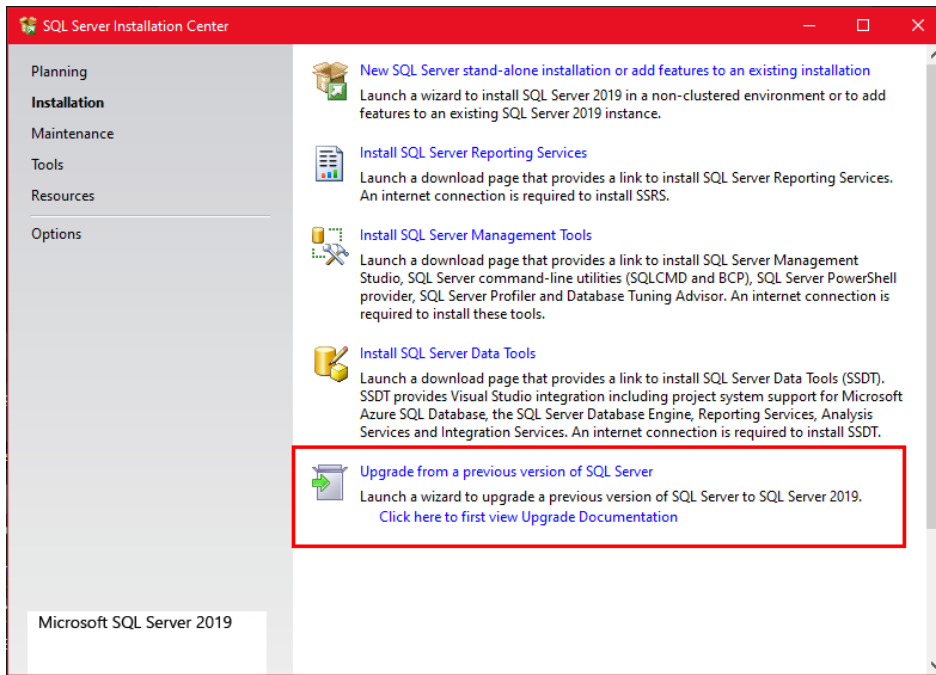 SQL Server Installation Center
Planning
Installation
Maintenance
Tools
Resources
Options
New SQL Server stand-alone installation or add features to an existing installation
Launch a wizard to install SQL Server 2019 in a non-clustered environment or to add
features to an existing SQL Server 2019 instance.
Install SQL Server Reporting Services
Launch a download page that provides a link to install SQL Server Reporting Services.
An internet connection is required to install SSRS.
Install SQL Server Management Tools
Launch a download page that provides a link to install SQL Server Management
Studio, SQL Server command-line utilities (SQLCMD and BCP), SQL Server PowerShell
provider, SQL Server Profiler and Database Tuning Advisor. An internet connection is
required to install these tools.
Install SQL Server Data Tools
Launch a download page that provides a link to install SQL Server Data Tools (SSDT).
SSDT provides Visual Studio integration including project system support for Microsoft
Azure SQL Database, the SQL Server Database Engine, Reporting Services, Analysis
Services and Integration Services. An internet connection is required to install SSDT.
Upgrade from a previous version of SQL Server
Launch a wizard to upgrade a previous version of SQL Server to SQL Server 2019.
Click here to first view Upgrade Documentation
Microsoft SQL Server 2019